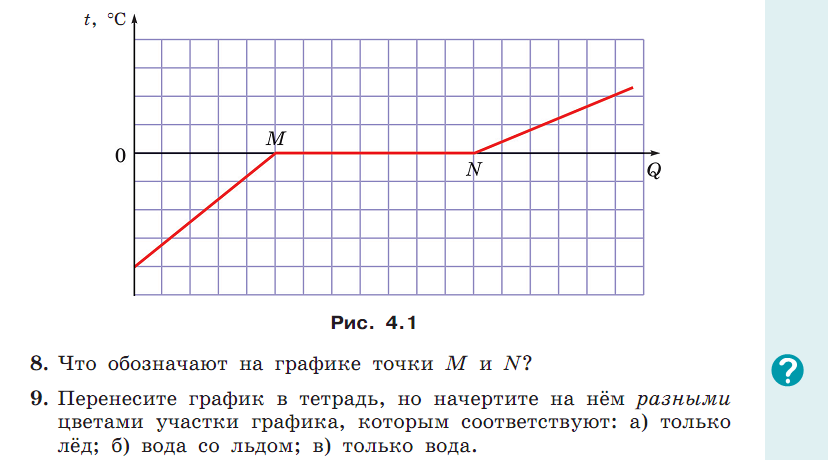 t, °C
M
0
N
Q
Рис. 4.1
8. Что обозначают на графике точки M и N?
9. Перенесите график в тетрадь, но начертите на нём разными
цветами участки графика, которым соответствуют: а) только
лёд; б) вода со льдом; в) только вода.
?